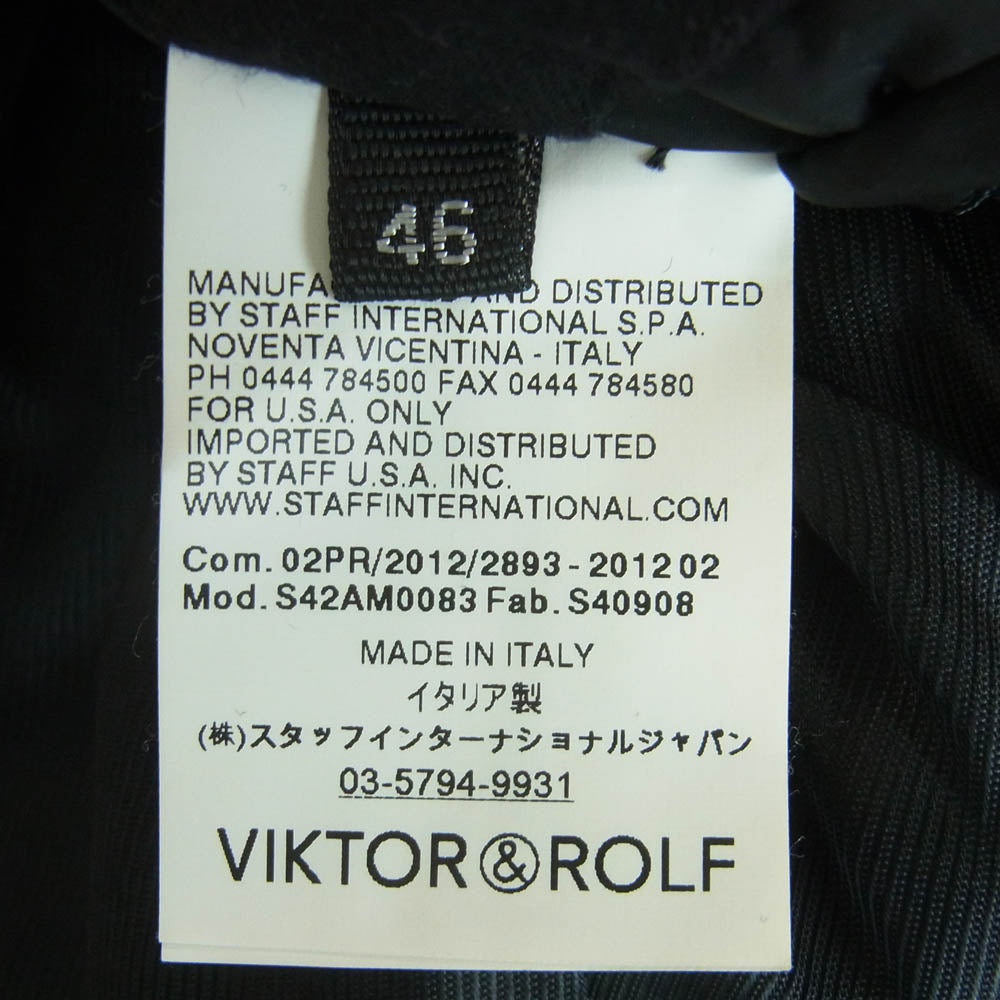 46
MANUFA AND DISTRIBUTED
BY STAFF INTERNATIONAL S.P.A.
NOVENTA VICENTINA - ITALY
PH 0444 784500 FAX 0444 784580
FOR U.S.A. ONLY
IMPORTED AND DISTRIBUTED
BY STAFF U.S.A. INC.
WWW.STAFFINTERNATIONAL.COM
Com. 02PR/2012/2893 - 2012 02
Mod. S42AM0083 Fab. S40908
MADE IN ITALY
イタリア製
(株)スタッフインターナショナルジャパン
03-5794-9931
VIKTOR&ROLF